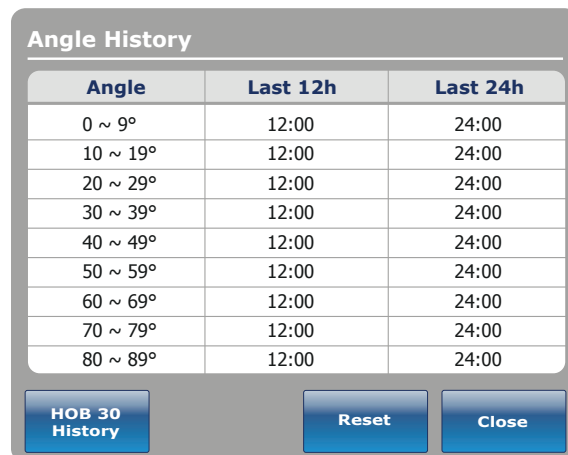 Angle History
Angle Last 12h Last 24h
0 ~ 9° 12:00 24:00
10 ~ 19° 12:00 24:00
20 ~ 29° 12:00 24:00
30 ~ 39° 12:00 24:00
40 ~ 49° 12:00 24:00
50 ~ 59° 12:00 24:00
60 ~ 69° 12:00 24:00
70 ~ 79° 12:00 24:00
80 ~ 89° 12:00 24:00
HOB 30
History
Reset
Close